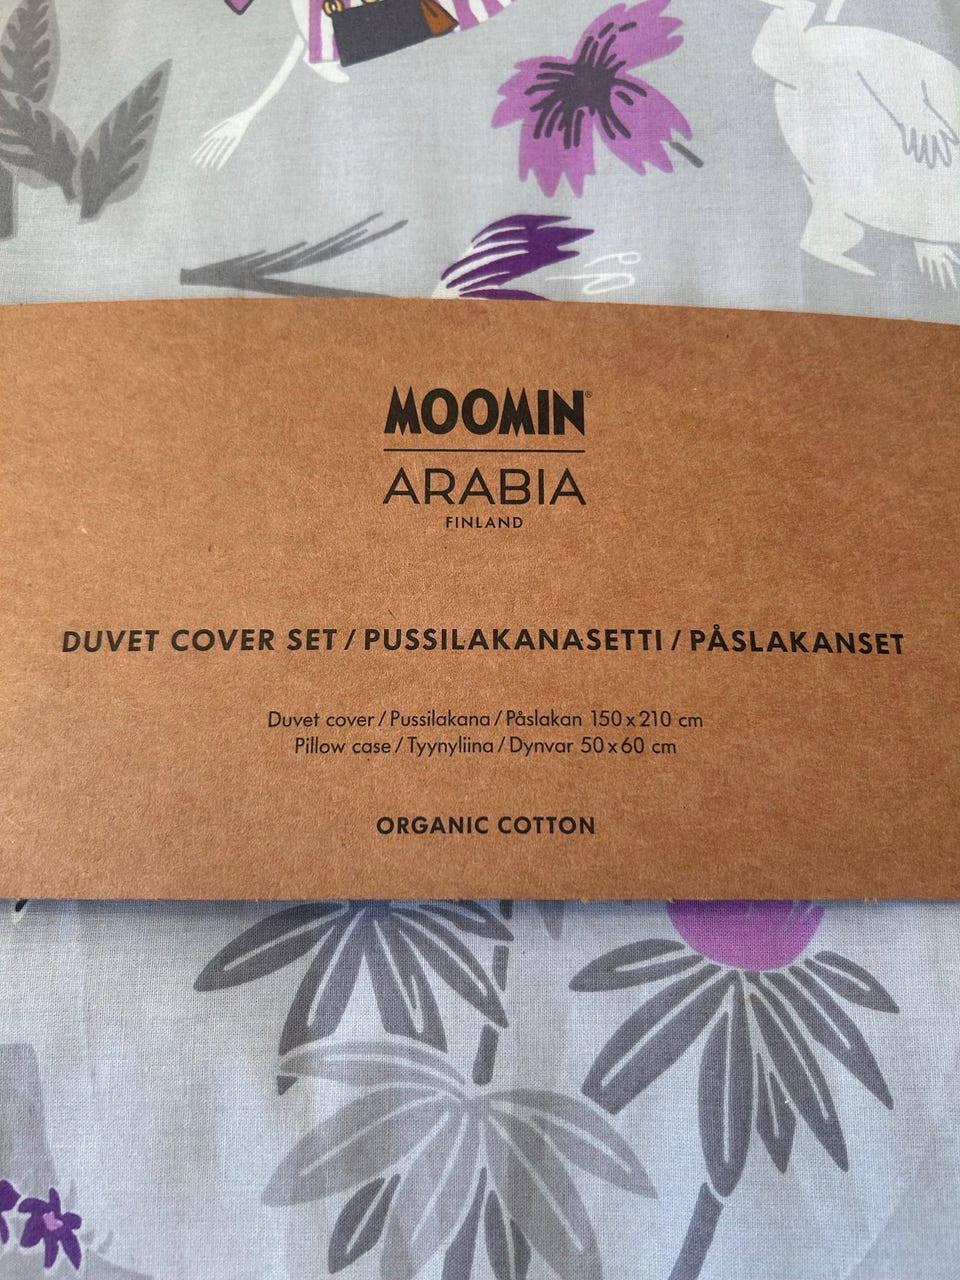 MOOMIN®
ARABIA
FINLAND
DUVET COVER SET / PUSSILAKANASETTI / PÅSLAKANSET
Duvet cover / Pussilakana / Påslakan 150 x 210 cm
Pillow case / Tyynyliina / Dynvar 50 x 60 cm
ORGANIC COTTON